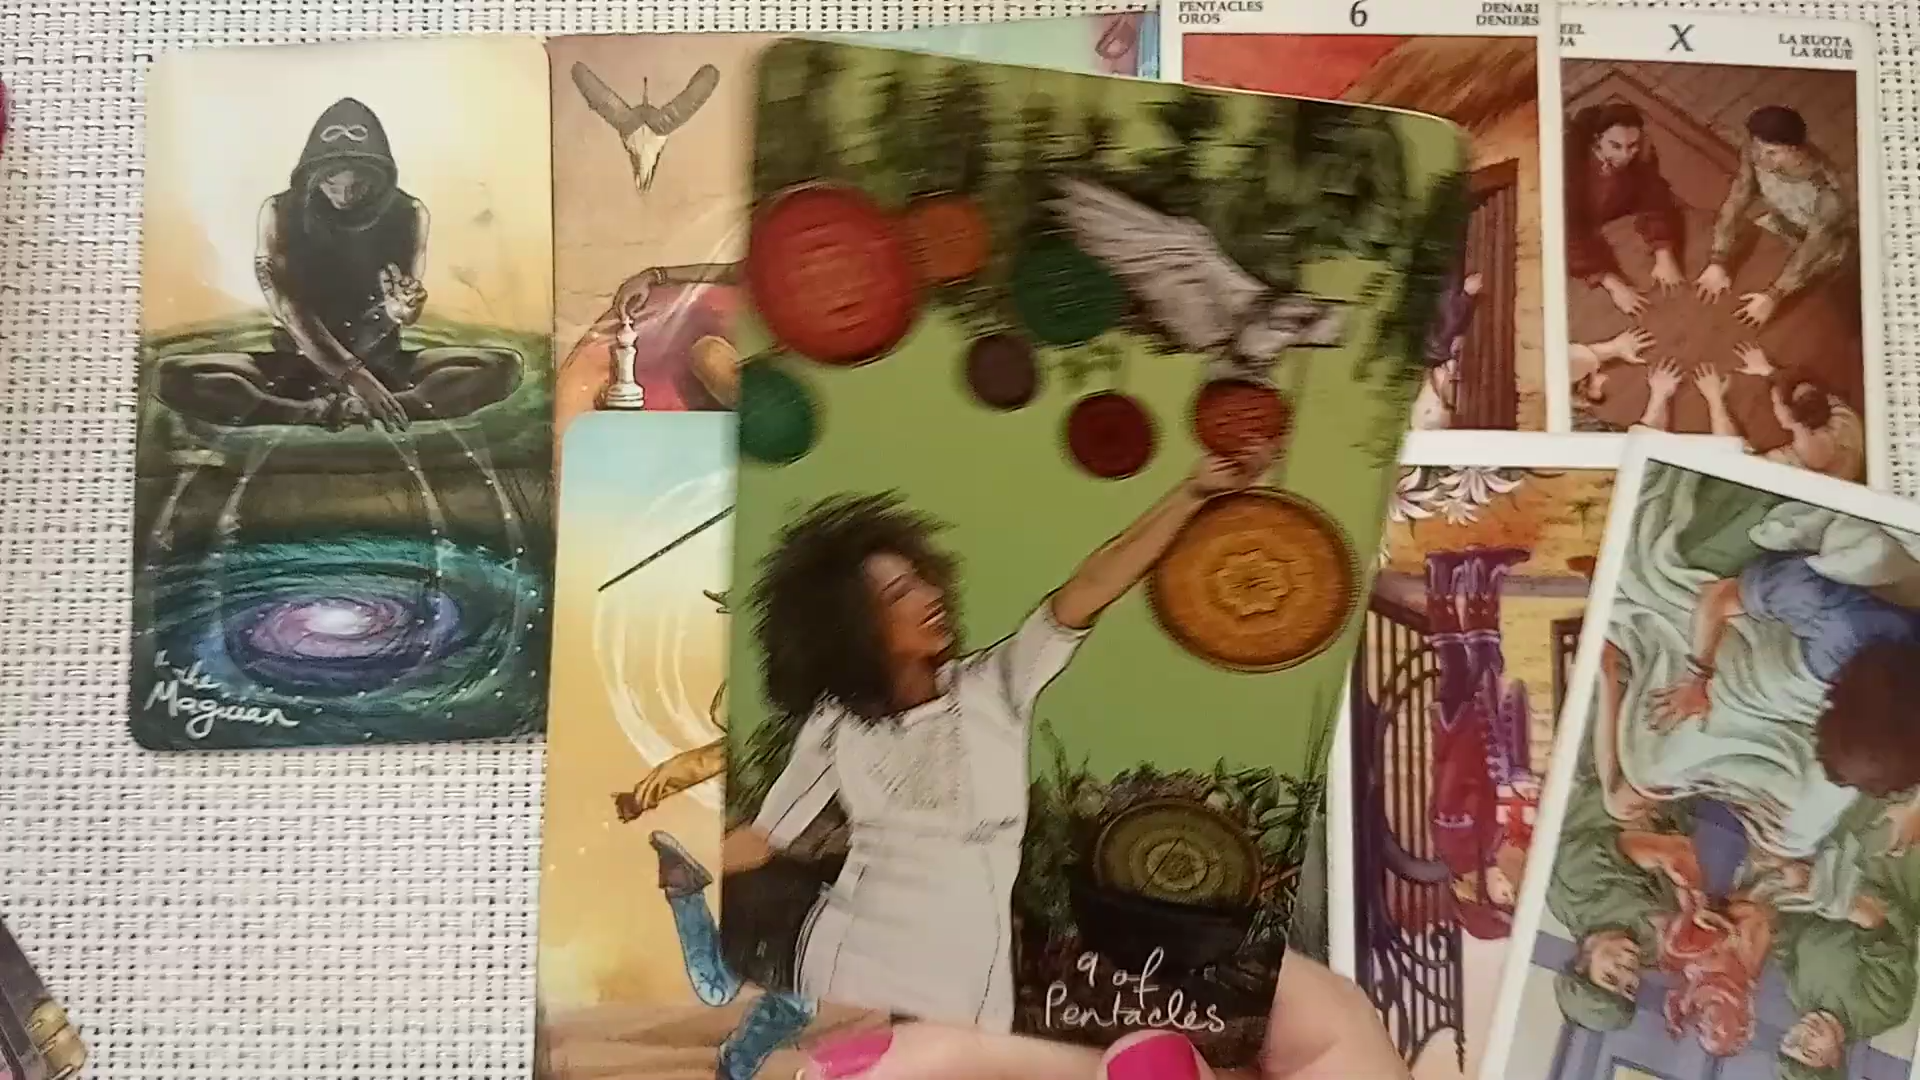 PENTACLES
OROS
6
DENARI
DENIERS
X
LA RUOTA
LA ROUE
the
Magician
9 of
Pentacles